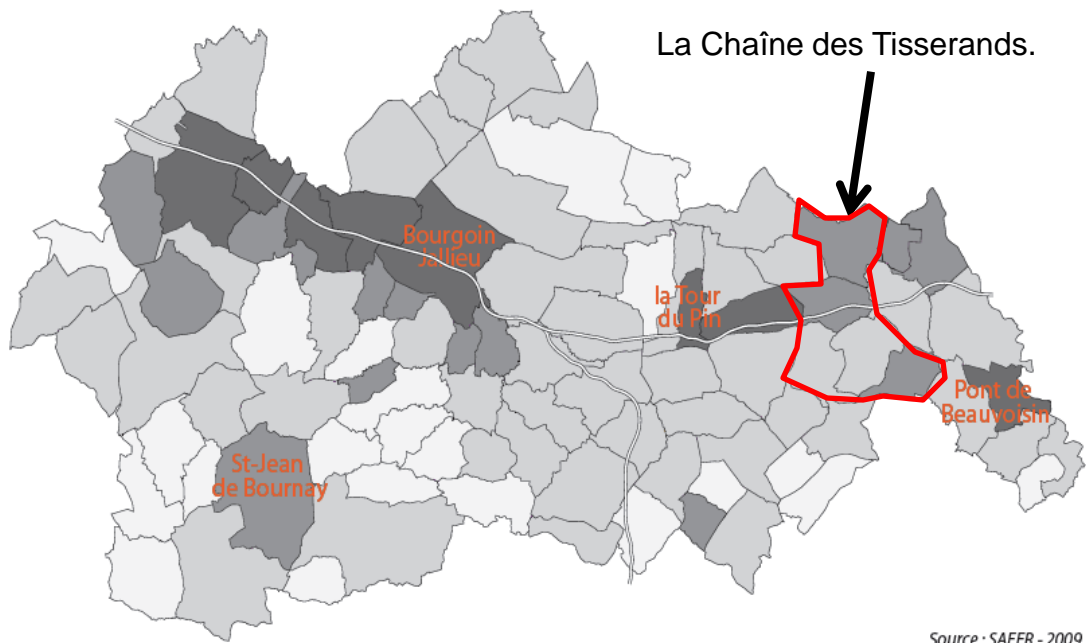 La Chaîne des Tisserands.
Bourgoin
Jallieu
la Tour
du Pin
Pont de
Beauvoisin
St-Jean
de Bournay
Source : SAFER - 2009